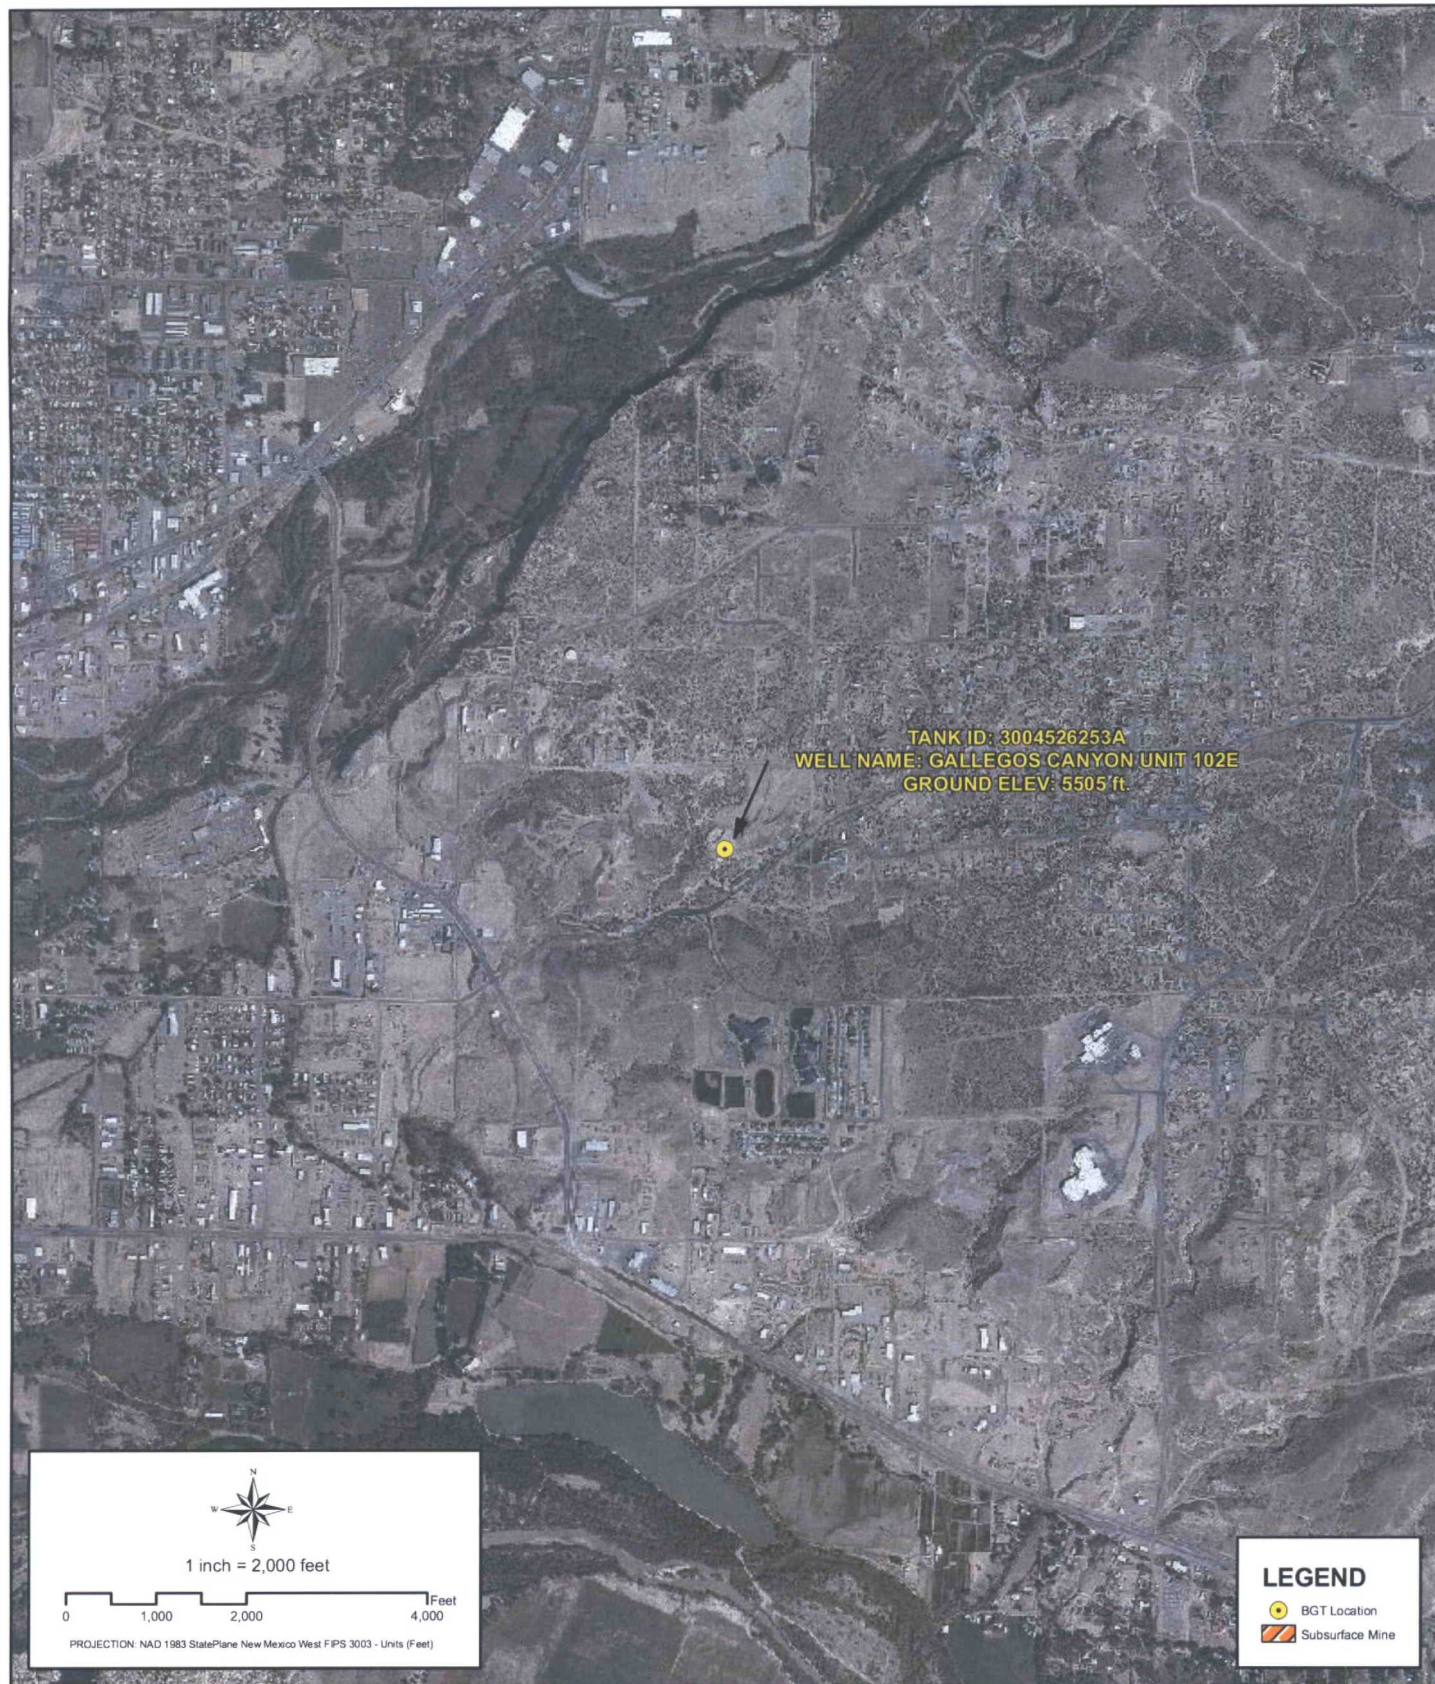 TANK ID: 3004526253A
WELL NAME: GALLEGOS CANYON UNIT 102E
GROUND ELEV: 5505 ft.
N
W E
S
1 inch = 2,000 feet
Feet
0 1,000 2,000 4,000
PROJECTION: NAD 1983 StatePlane New Mexico West FIPS 3003 - Units (Feet)
LEGEND
BGT Location
Subsurface Mine